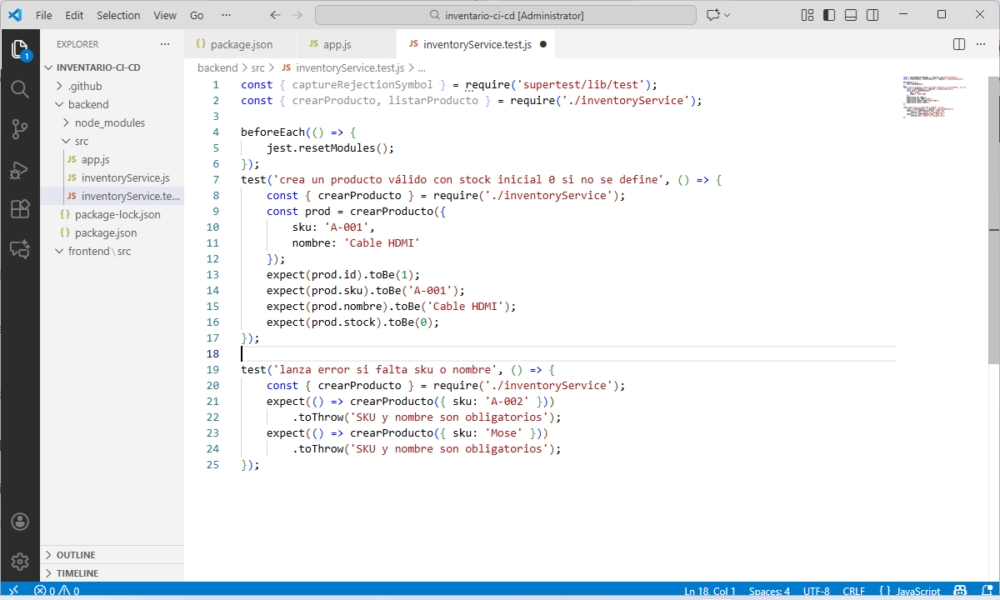 File Edit Selection View Go ··· inventario-ci-cd [Administrator]
EXPLORER ···
INVENTARIO-CI-CD
.github
backend
node_modules
src
JS app.js
JS inventoryService.js
JS inventoryService.te...
{} package-lock.json
{} package.json
frontend \ src
OUTLINE
TIMELINE
1
{} package.json JS app.js JS inventoryService.test.js
backend > src > JS inventoryService.test.js > ...
1 const { captureRejectionSymbol } = require('supertest/lib/test');
2 const { crearProducto, listarProducto } = require('./inventoryService');
3
4 beforeEach(() => {
5 jest.resetModules();
6 });
7 test('crea un producto válido con stock inicial 0 si no se define', () => {
8 const { crearProducto } = require('./inventoryService');
9 const prod = crearProducto({
10 sku: 'A-001',
11 nombre: 'Cable HDMI'
12 });
13 expect(prod.id).toBe(1);
14 expect(prod.sku).toBe('A-001');
15 expect(prod.nombre).toBe('Cable HDMI');
16 expect(prod.stock).toBe(0);
17 });
18
19 test('lanza error si falta sku o nombre', () => {
20 const { crearProducto } = require('./inventoryService');
21 expect(() => crearProducto({ sku: 'A-002' }))
22 .toThrow('SKU y nombre son obligatorios');
23 expect(() => crearProducto({ sku: 'Mose' }))
24 .toThrow('SKU y nombre son obligatorios');
25 });
0 0 Ln 18, Col 1 Spaces: 4 UTF-8 CRLF {} JavaScript